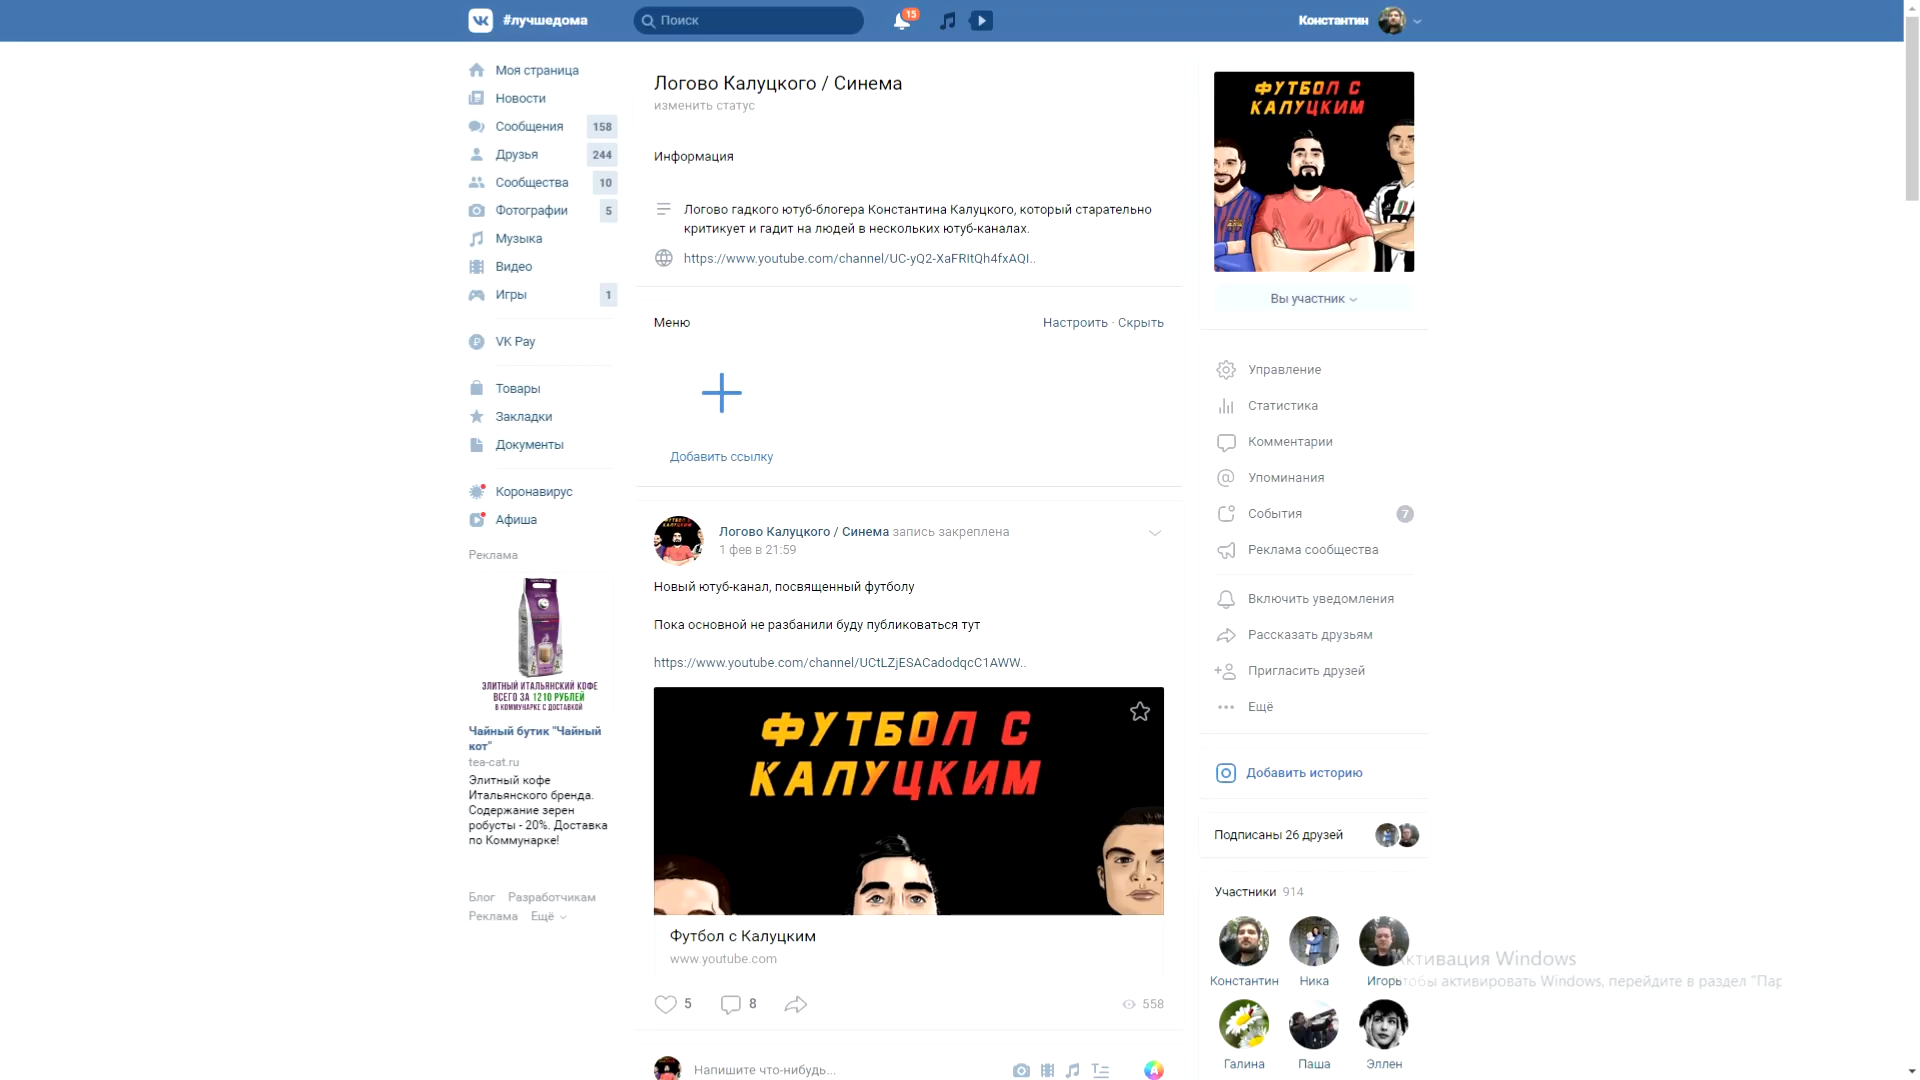 #лучшедома
Поиск
15
Константин
Моя страница
Новости
Сообщения 158
Друзья 244
Сообщества 10
Фотографии 5
Музыка
Видео
Игры 1
VK Pay
Товары
Закладки
Документы
Коронавирус
Афиша
Реклама
ЭЛИТНЫЙ ИТАЛЬЯНСКИЙ КОФЕ
ВСЕГО ЗА 1210 РУБЛЕЙ
В КОММУНАРКЕ С ДОСТАВКОЙ
Чайный бутик "Чайный
кот"
tea-cat.ru
Элитный кофе
Итальянского бренда.
Содержание зерен
робусты - 20%. Доставка
по Коммунарке!
Блог Разработчикам
Реклама Ещё
Логово Калуцкого / Синема
изменить статус
Информация
Логово гадкого ютуб-блогера Константина Калуцкого, который старательно
критикует и гадит на людей в нескольких ютуб-каналах.
https://www.youtube.com/channel/UC-yQ2-XaFRItQh4fxAQI..
Меню
Настроить · Скрыть
Добавить ссылку
Логово Калуцкого / Синема запись закреплена
1 фев в 21:59
Новый ютуб-канал, посвященный футболу
Пока основной не разбанили буду публиковаться тут
https://www.youtube.com/channel/UCtLZjESACadodqcC1AWW..
ФУТБОЛ С
КАЛУЦКИМ
Футбол с Калуцким
www.youtube.com
5 8 558
Напишите что-нибудь...
ФУТБОЛ С
КАЛУЦКИМ
Вы участник
Управление
Статистика
Комментарии
Упоминания
События 7
Реклама сообщества
Включить уведомления
Рассказать друзьям
Пригласить друзей
Ещё
Добавить историю
Подписаны 26 друзей
Участники 914
Константин Ника Игорь
Галина Паша Эллен
Активация Windows
Чтобы активировать Windows, перейдите в раздел "Пар